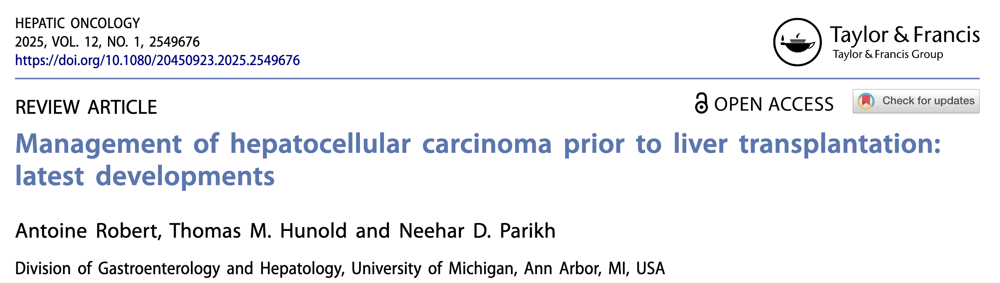 HEPATIC ONCOLOGY
2025, VOL. 12, NO. 1, 2549676
https://doi.org/10.1080/20450923.2025.2549676
Taylor & Francis
Taylor & Francis Group
REVIEW ARTICLE
OPEN ACCESS
Check for updates
Management of hepatocellular carcinoma prior to liver transplantation:
latest developments
Antoine Robert, Thomas M. Hunold and Neehar D. Parikh
Division of Gastroenterology and Hepatology, University of Michigan, Ann Arbor, MI, USA